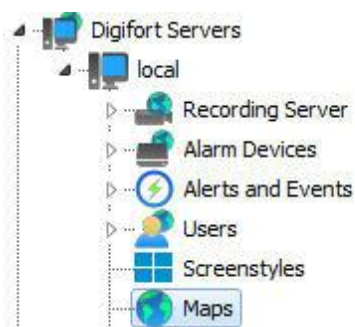 Digifort Servers
local
Recording Server
Alarm Devices
Alerts and Events
Users
Screenstyles
Maps